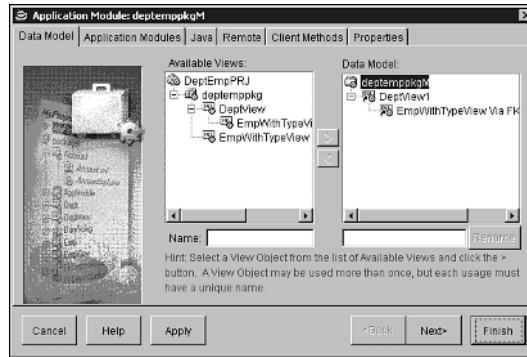 Application Module: deptemppkgM
Data Model Application Modules Java Remote Client Methods Properties
Available Views:
DeptEmpPRJ
deptemppkg
DeptView
EmpWithTypeVi
EmpWithTypeView
Data Model:
deptemppkgM
DeptView1
EmpWithTypeView Via FK
Name:
Rename
Hint: Select a View Object from the list of Available Views and click the >
button. A View Object may be used more than once, but each usage must
have a unique name.
Cancel Help Apply <Back Next> Finish